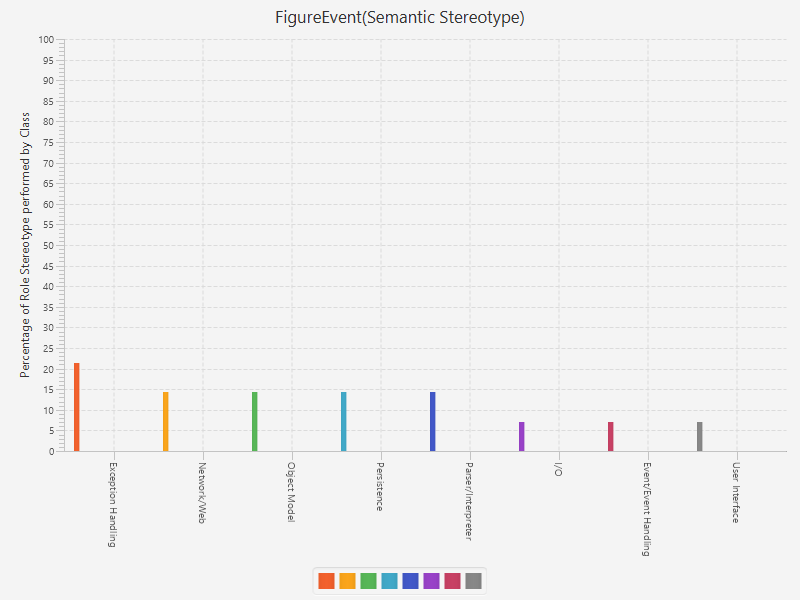 FigureEvent(Semantic Stereotype)
Percentage of Role Stereotype performed by Class
100
95
90
85
80
75
70
65
60
55
50
45
40
35
30
25
20
15
10
5
0
Exception Handling
Network/Web
Object Model
Persistence
Parser/Interpreter
I/O
Event/Event Handling
User Interface